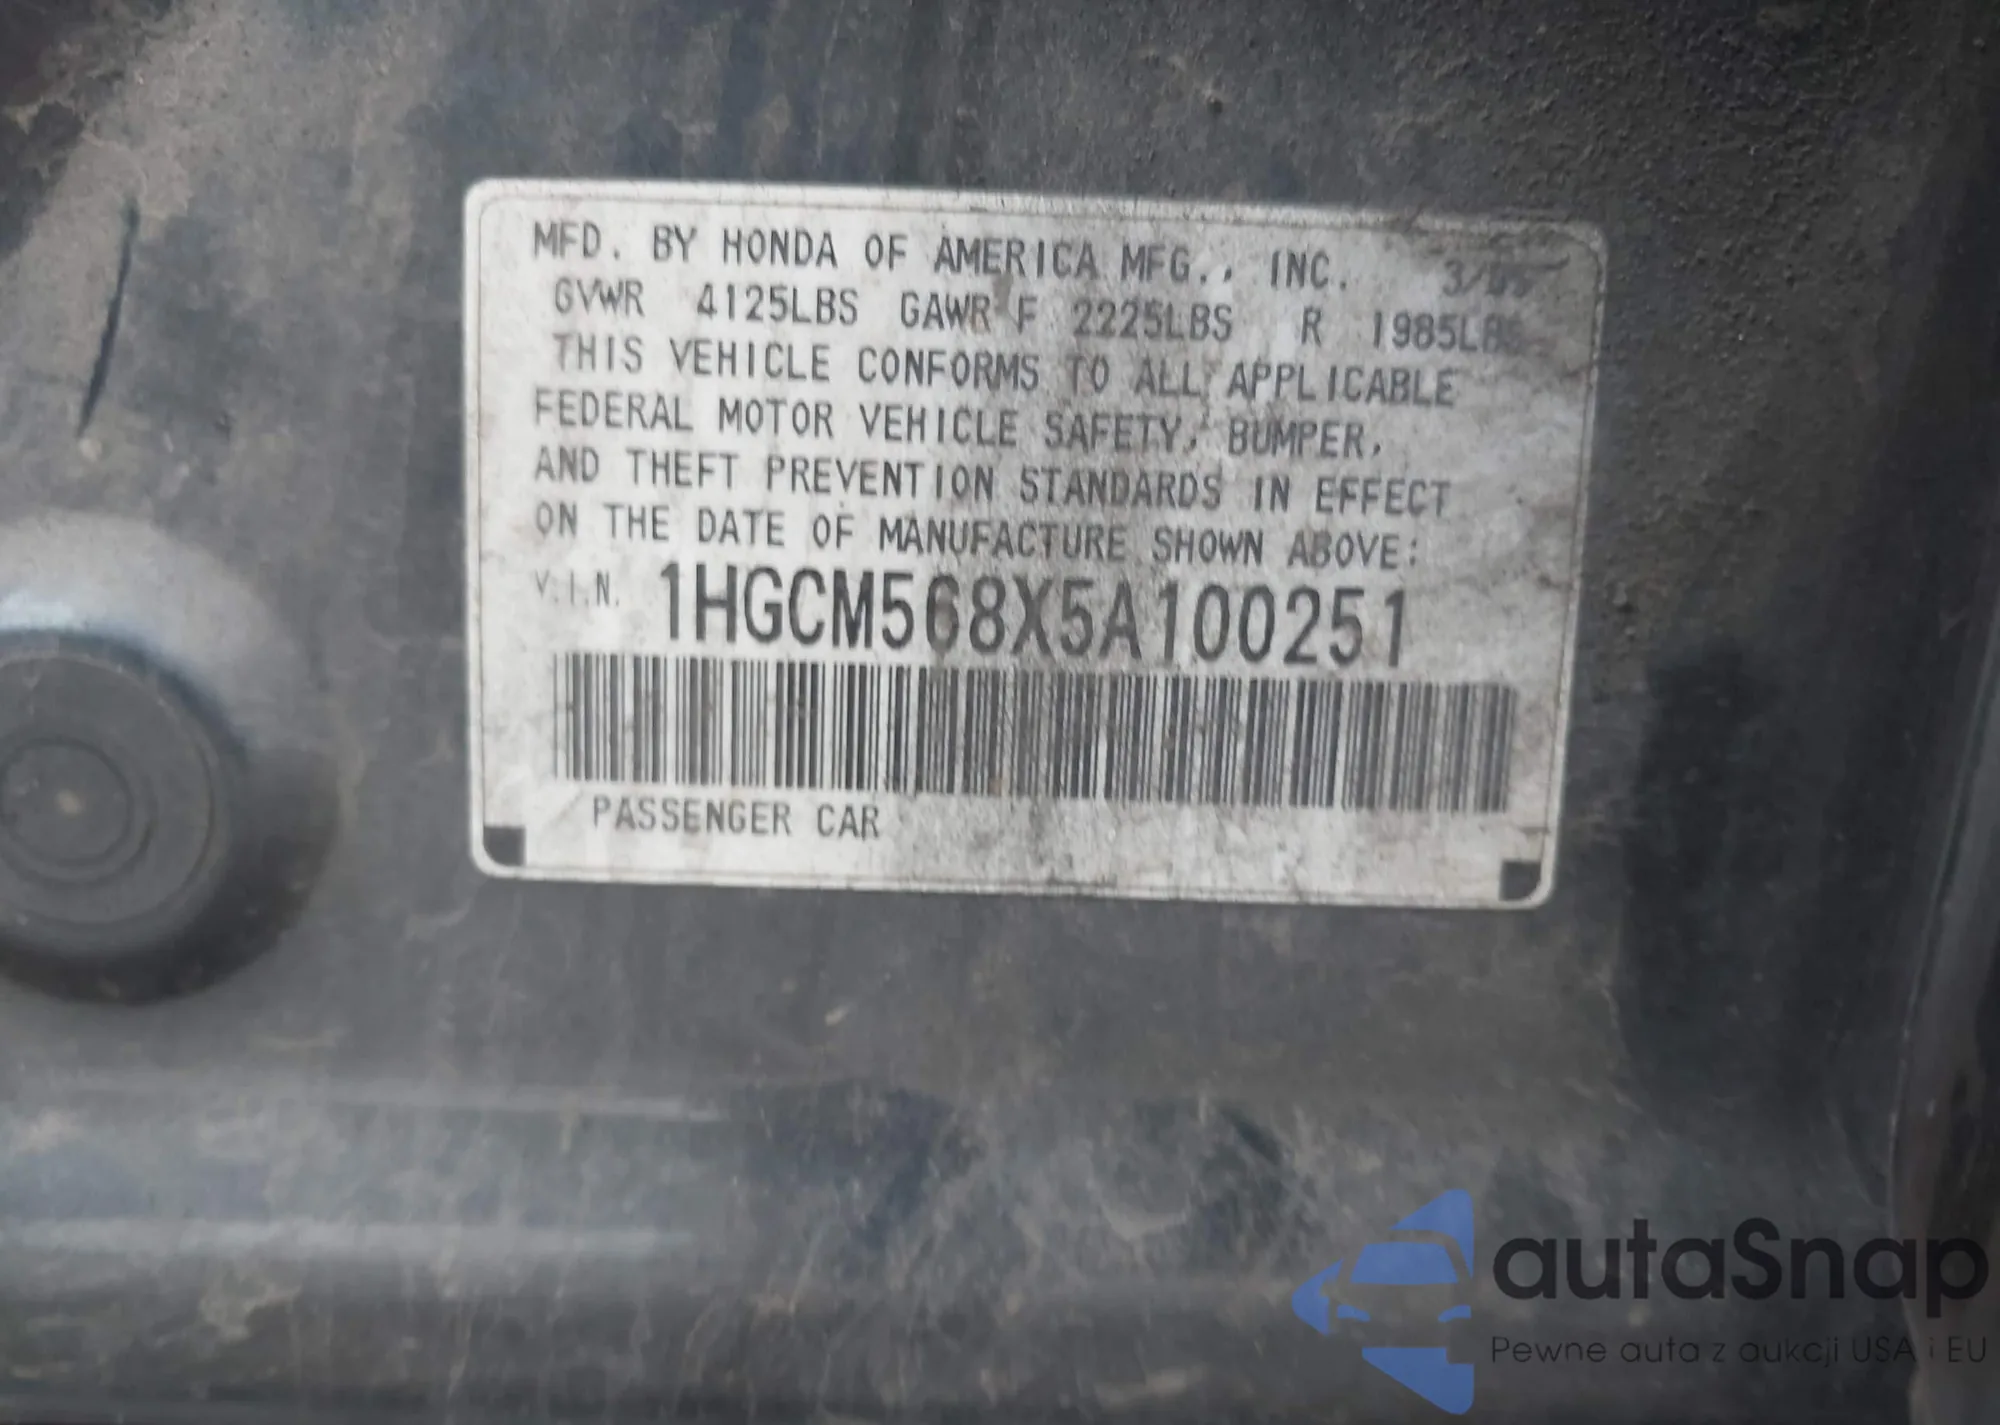 MFD. BY HONDA OF AMERICA MFG., INC.
GVWR 4125LBS GAWR F 2225LBS R 1985LBS
THIS VEHICLE CONFORMS TO ALL APPLICABLE
FEDERAL MOTOR VEHICLE SAFETY, BUMPER,
AND THEFT PREVENTION STANDARDS IN EFFECT
ON THE DATE OF MANUFACTURE SHOWN ABOVE:
V.I.N. 1HGCM568X5A100251
PASSENGER CAR
autaSnap
Pewne auta z aukcji USA i EU